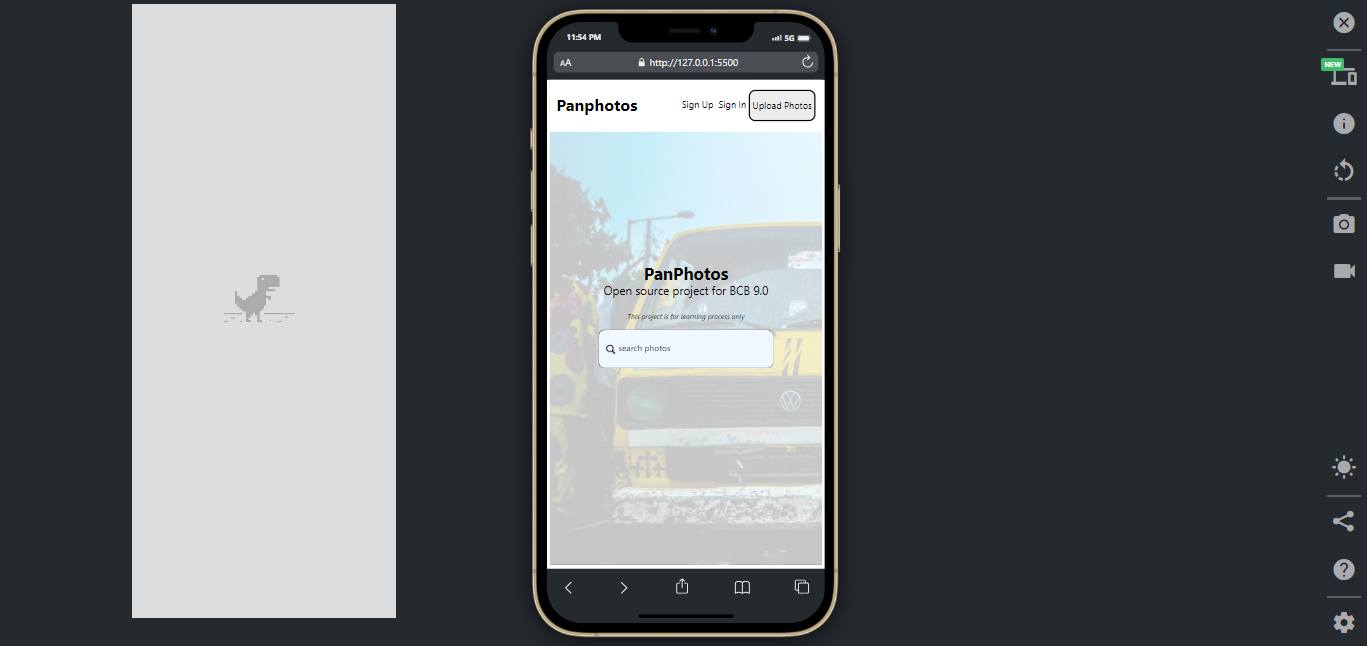 11:54 PM
5G
AA
http://127.0.0.1:5500
Panphotos
Sign Up Sign In Upload Photos
PanPhotos
Open source project for BCB 9.0
This project is for learning process only
search photos
NEW